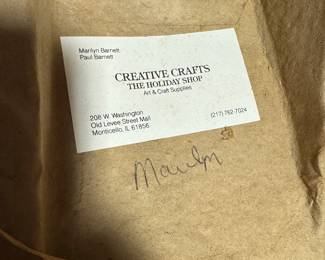 Marilyn Barnett
Paul Barnett
CREATIVE CRAFTS
THE HOLIDAY SHOP
Art & Craft Supplies
208 W. Washington
Old Levee Street Mall
Monticello, IL 61856
(217) 762-7024
Marilyn